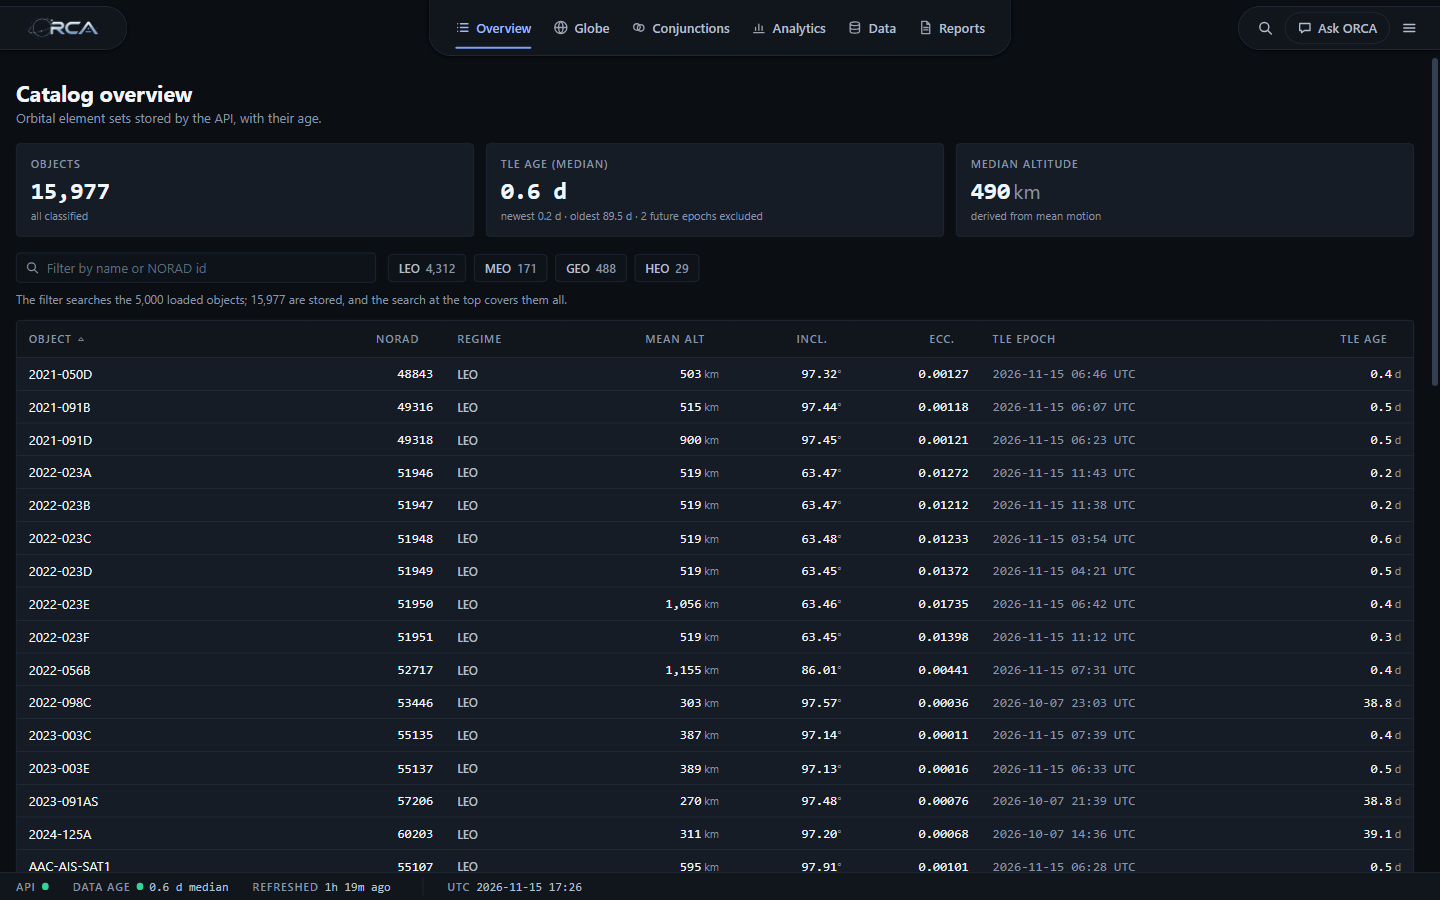 ORCA
Overview Globe Conjunctions Analytics Data Reports
Ask ORCA
Catalog overview
Orbital element sets stored by the API, with their age.
OBJECTS
15,977
all classified
TLE AGE (MEDIAN)
0.6 d
newest 0.2 d · oldest 89.5 d · 2 future epochs excluded
MEDIAN ALTITUDE
490 km
derived from mean motion
Filter by name or NORAD id
LEO 4,312 MEO 171 GEO 488 HEO 29
The filter searches the 5,000 loaded objects; 15,977 are stored, and the search at the top covers them all.
OBJECT NORAD REGIME MEAN ALT INCL. ECC. TLE EPOCH TLE AGE
2021-050D 48843 LEO 503 km 97.32° 0.00127 2026-11-15 06:46 UTC 0.4 d
2021-091B 49316 LEO 515 km 97.44° 0.00118 2026-11-15 06:07 UTC 0.5 d
2021-091D 49318 LEO 900 km 97.45° 0.00121 2026-11-15 06:23 UTC 0.5 d
2022-023A 51946 LEO 519 km 63.47° 0.01272 2026-11-15 11:43 UTC 0.2 d
2022-023B 51947 LEO 519 km 63.47° 0.01212 2026-11-15 11:38 UTC 0.2 d
2022-023C 51948 LEO 519 km 63.48° 0.01233 2026-11-15 03:54 UTC 0.6 d
2022-023D 51949 LEO 519 km 63.45° 0.01372 2026-11-15 04:21 UTC 0.5 d
2022-023E 51950 LEO 1,056 km 63.46° 0.01735 2026-11-15 06:42 UTC 0.4 d
2022-023F 51951 LEO 519 km 63.45° 0.01398 2026-11-15 11:12 UTC 0.3 d
2022-056B 52717 LEO 1,155 km 86.01° 0.00441 2026-11-15 07:31 UTC 0.4 d
2022-098C 53446 LEO 303 km 97.57° 0.00036 2026-10-07 23:03 UTC 38.8 d
2023-003C 55135 LEO 387 km 97.14° 0.00011 2026-11-15 07:39 UTC 0.4 d
2023-003E 55137 LEO 389 km 97.13° 0.00016 2026-11-15 06:33 UTC 0.5 d
2023-091AS 57206 LEO 270 km 97.48° 0.00076 2026-10-07 21:39 UTC 38.8 d
2024-125A 60203 LEO 311 km 97.20° 0.00068 2026-10-07 14:36 UTC 39.1 d
AAC-AIS-SAT1 55107 LEO 595 km 97.91° 0.00101 2026-11-15 06:28 UTC 0.5 d
API DATA AGE 0.6 d median REFRESHED 1h 19m ago UTC 2026-11-15 17:26